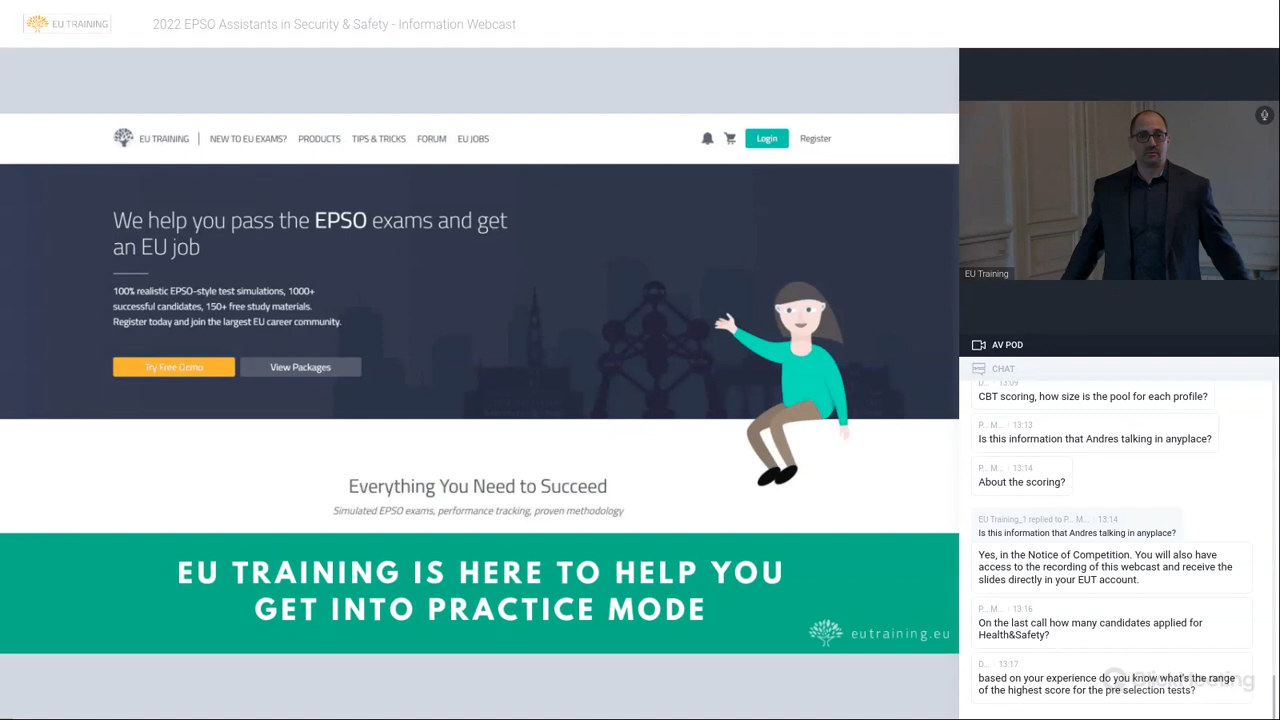 EU TRAINING
2022 EPSO Assistants in Security & Safety - Information Webcast
EU TRAINING | NEW TO EU EXAMS? PRODUCTS TIPS & TRICKS FORUM EU JOBS Login Register
We help you pass the EPSO exams and get
an EU job
100% realistic EPSO-style test simulations, 1000+
successful candidates, 150+ free study materials.
Register today and join the largest EU career community.
Try Free Demo View Packages
Everything You Need to Succeed
Simulated EPSO exams, performance tracking, proven methodology
EU TRAINING IS HERE TO HELP YOU
GET INTO PRACTICE MODE
eutraining.eu
EU Training
AV POD
CHAT
D... 13:09
CBT scoring, how size is the pool for each profile?
P... M... 13:13
Is this information that Andres talking in anyplace?
P... M... 13:14
About the scoring?
EU Training_1 replied to P... M... 13:14
Is this information that Andres talking in anyplace?
Yes, in the Notice of Competition. You will also have
access to the recording of this webcast and receive the
slides directly in your EUT account.
P... M... 13:16
On the last call how many candidates applied for
Health&Safety?
D... 13:17
based on your experience do you know what's the range
of the highest score for the pre selection tests?
ClickMeeting